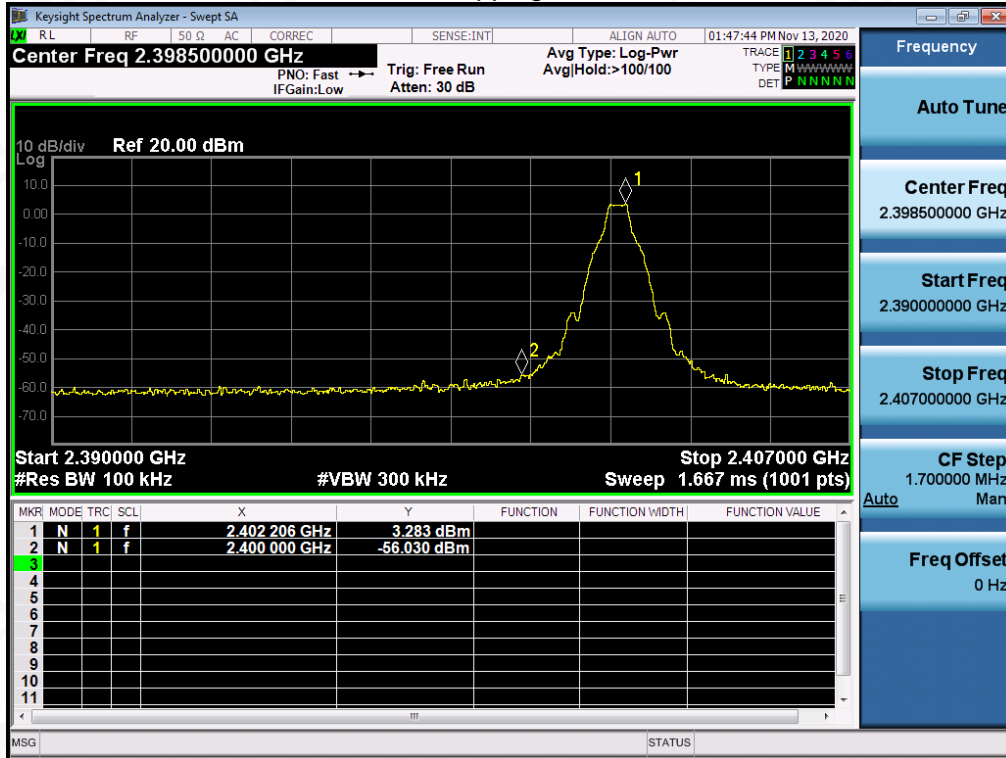 Keysight Spectrum Analyzer - Swept SA
LXI RL RF 50 Ω AC CORREC SENSE:INT ALIGN AUTO 01:47:44 PM Nov 13, 2020
Center Freq 2.398500000 GHz
PNO: Fast
IFGain:Low
Trig: Free Run
Atten: 30 dB
Avg Type: Log-Pwr
Avg|Hold:>100/100
TRACE 1 2 3 4 5 6
TYPE M WWWWW
DET P N N N N N
10 dB/div Ref 20.00 dBm
Log
10.0
0.00
-10.0
-20.0
-30.0
-40.0
-50.0
-60.0
-70.0
1
2
Start 2.390000 GHz Stop 2.407000 GHz
#Res BW 100 kHz #VBW 300 kHz Sweep 1.667 ms (1001 pts)
MKR MODE TRC SCL X Y FUNCTION FUNCTION WIDTH FUNCTION VALUE
1 N 1 f 2.402 206 GHz 3.283 dBm
2 N 1 f 2.400 000 GHz -56.030 dBm
3
4
5
6
7
8
9
10
11
MSG STATUS
Frequency
Auto Tune
Center Freq
2.398500000 GHz
Start Freq
2.390000000 GHz
Stop Freq
2.407000000 GHz
CF Step
1.700000 MHz
Auto Man
Freq Offset
0 Hz